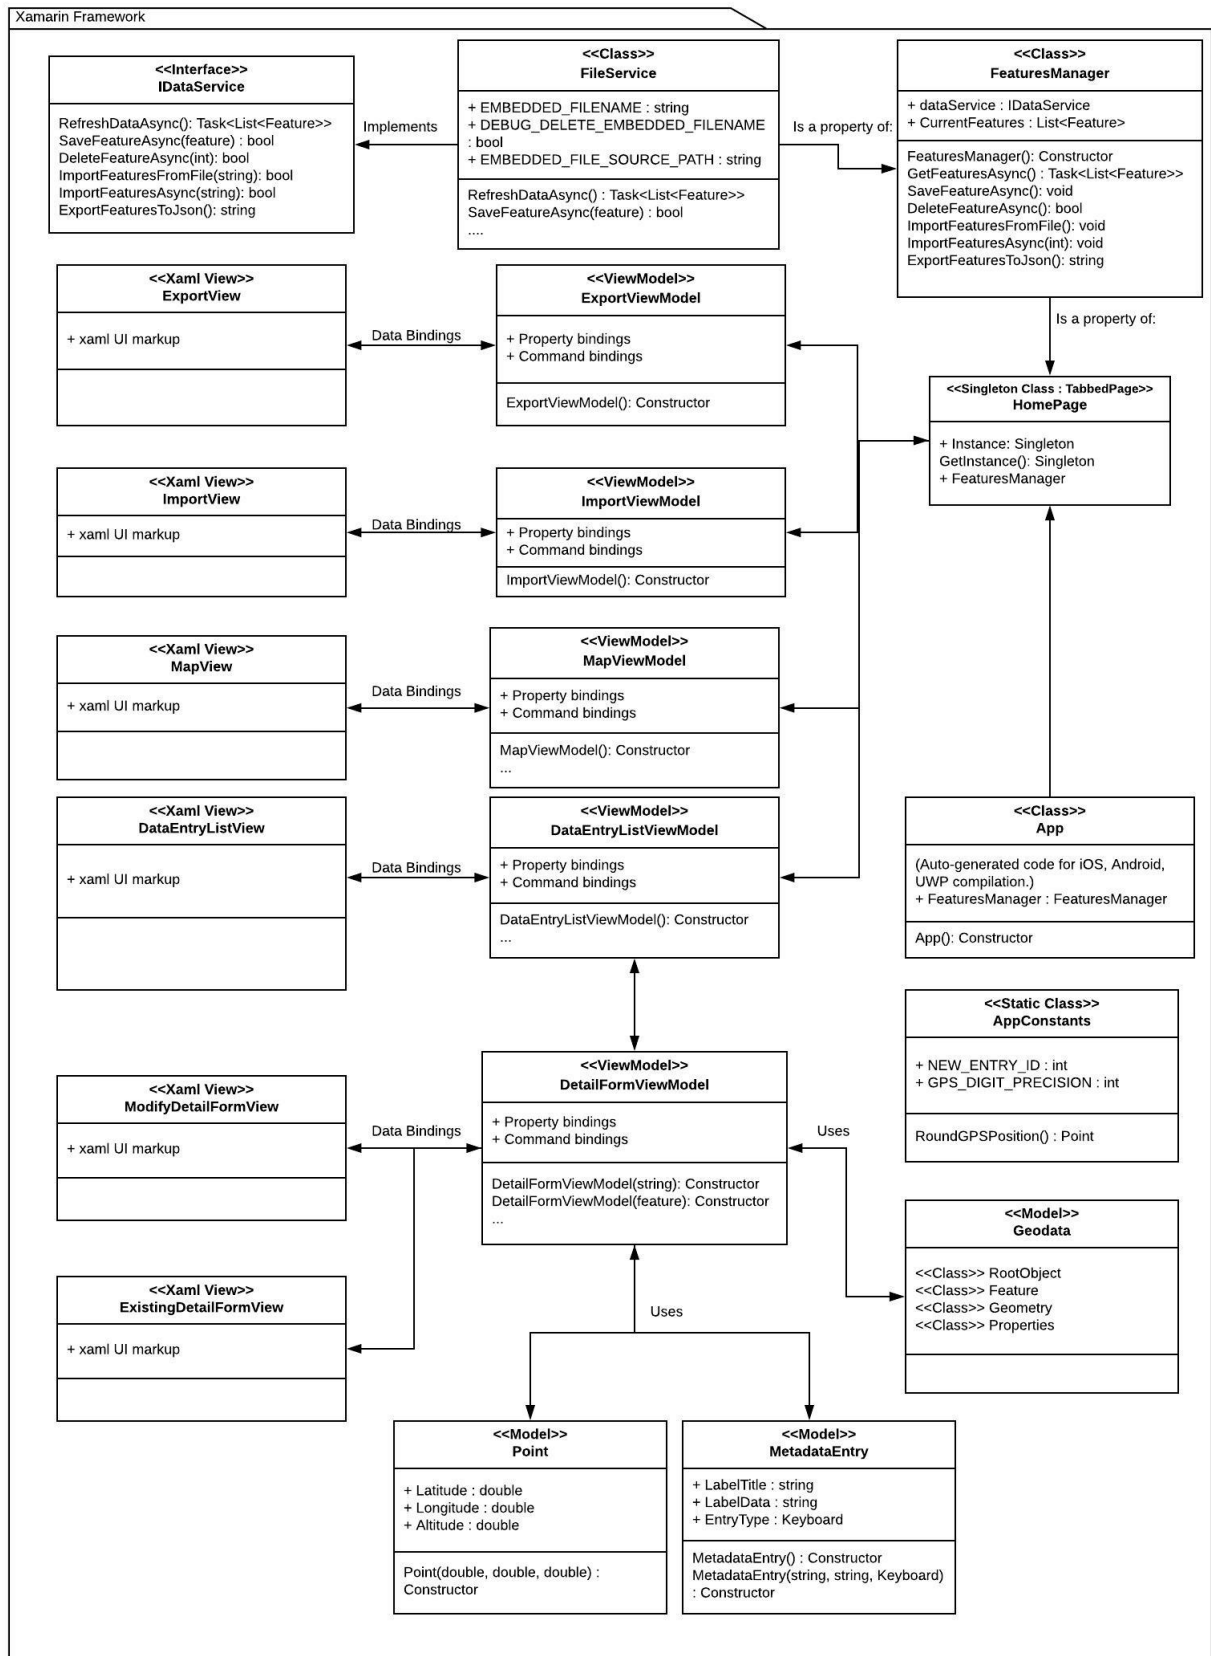 Xamarin Framework
<<Interface>>
IDataService
RefreshDataAsync(): Task<List<Feature>>
SaveFeatureAsync(feature) : bool
DeleteFeatureAsync(int): bool
ImportFeaturesFromFile(string): bool
ImportFeaturesAsync(string): bool
ExportFeaturesToJson(): string
Implements
<<Class>>
FileService
+ EMBEDDED_FILENAME : string
+ DEBUG_DELETE_EMBEDDED_FILENAME
: bool
+ EMBEDDED_FILE_SOURCE_PATH : string
RefreshDataAsync() : Task<List<Feature>>
SaveFeatureAsync(feature) : bool
....
Is a property of:
<<Class>>
FeaturesManager
+ dataService : IDataService
+ CurrentFeatures : List<Feature>
FeaturesManager(): Constructor
GetFeaturesAsync() : Task<List<Feature>>
SaveFeatureAsync(): void
DeleteFeatureAsync(): bool
ImportFeaturesFromFile(): void
ImportFeaturesAsync(int): void
ExportFeaturesToJson(): string
Is a property of:
<<Xaml View>>
ExportView
+ xaml UI markup
Data Bindings
<<ViewModel>>
ExportViewModel
+ Property bindings
+ Command bindings
ExportViewModel(): Constructor
<<Singleton Class : TabbedPage>>
HomePage
+ Instance: Singleton
GetInstance(): Singleton
+ FeaturesManager
<<Xaml View>>
ImportView
+ xaml UI markup
Data Bindings
<<ViewModel>>
ImportViewModel
+ Property bindings
+ Command bindings
ImportViewModel(): Constructor
<<Xaml View>>
MapView
+ xaml UI markup
Data Bindings
<<ViewModel>>
MapViewModel
+ Property bindings
+ Command bindings
MapViewModel(): Constructor
...
<<Xaml View>>
DataEntryListView
+ xaml UI markup
Data Bindings
<<ViewModel>>
DataEntryListViewModel
+ Property bindings
+ Command bindings
DataEntryListViewModel(): Constructor
...
<<Class>>
App
(Auto-generated code for iOS, Android,
UWP compilation.)
+ FeaturesManager : FeaturesManager
App(): Constructor
<<Static Class>>
AppConstants
+ NEW_ENTRY_ID : int
+ GPS_DIGIT_PRECISION : int
RoundGPSPosition() : Point
<<Xaml View>>
ModifyDetailFormView
+ xaml UI markup
Data Bindings
<<ViewModel>>
DetailFormViewModel
+ Property bindings
+ Command bindings
DetailFormViewModel(string): Constructor
DetailFormViewModel(feature): Constructor
...
Uses
<<Model>>
Geodata
<<Class>> RootObject
<<Class>> Feature
<<Class>> Geometry
<<Class>> Properties
<<Xaml View>>
ExistingDetailFormView
+ xaml UI markup
Uses
<<Model>>
Point
+ Latitude : double
+ Longitude : double
+ Altitude : double
Point(double, double, double) :
Constructor
<<Model>>
MetadataEntry
+ LabelTitle : string
+ LabelData : string
+ EntryType : Keyboard
MetadataEntry() : Constructor
MetadataEntry(string, string, Keyboard)
: Constructor